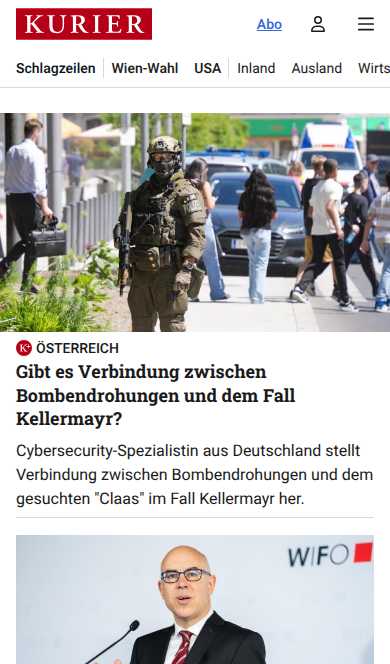 KURIER
Abo
Schlagzeilen Wien-Wahl USA Inland Ausland Wirts
K+ ÖSTERREICH
Gibt es Verbindung zwischen
Bombendrohungen und dem Fall
Kellermayr?
Cybersecurity-Spezialistin aus Deutschland stellt
Verbindung zwischen Bombendrohungen und dem
gesuchten "Claas" im Fall Kellermayr her.
WIFO